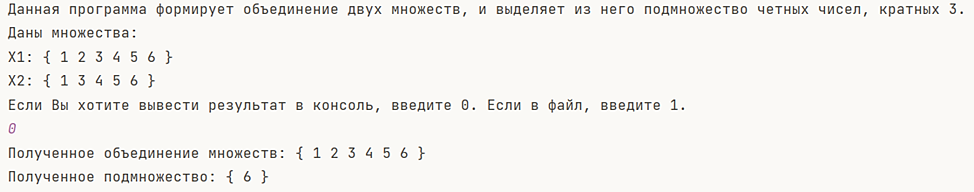 Данная программа формирует объединение двух множеств, и выделяет из него подмножество четных чисел, кратных 3.
Даны множества:
X1: { 1 2 3 4 5 6 }
X2: { 1 3 4 5 6 }
Если Вы хотите вывести результат в консоль, введите 0. Если в файл, введите 1.
0
Полученное объединение множеств: { 1 2 3 4 5 6 }
Полученное подмножество: { 6 }